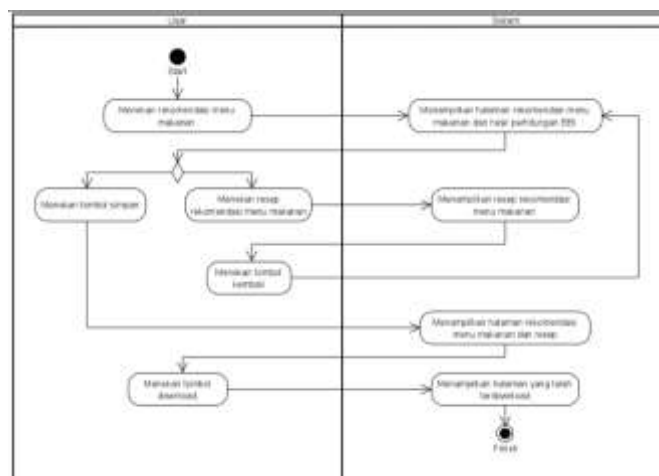 User
Sistem
Start
Menekan rekomendasi menu
makanan
Menampilkan halaman rekomendasi menu
makanan dan hasil perhitungan BBI
Menekan tombol simpan
Menekan resep
rekomendasi menu makanan
Menampilkan resep rekomendasi
menu makanan
Menekan tombol
kembali
Menampilkan halaman rekomendasi
menu makanan dan resep
Menekan tombol
download
Menampilkan halaman yang telah
terdownload